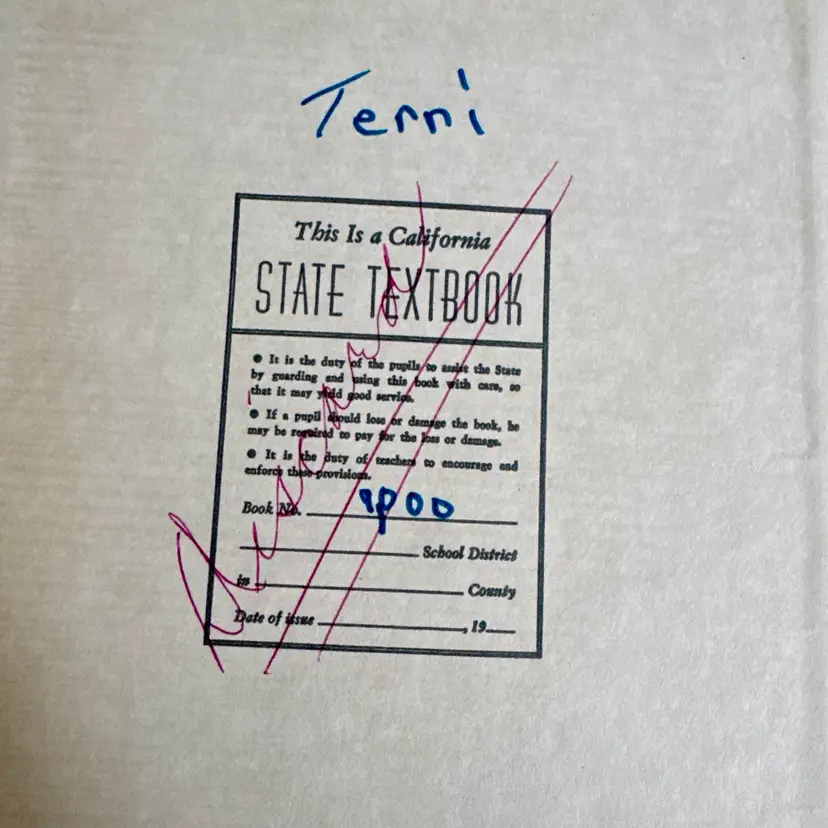 Terri
This Is a California
STATE TEXTBOOK
● It is the duty of the pupils to assist the State
by guarding and using this book with care, so
that it may yield good service.
● If a pupil should lose or damage the book, he
may be required to pay for the loss or damage.
● It is the duty of teachers to encourage and
enforce these provisions.
Book No.
School District
in County
Date of issue , 19